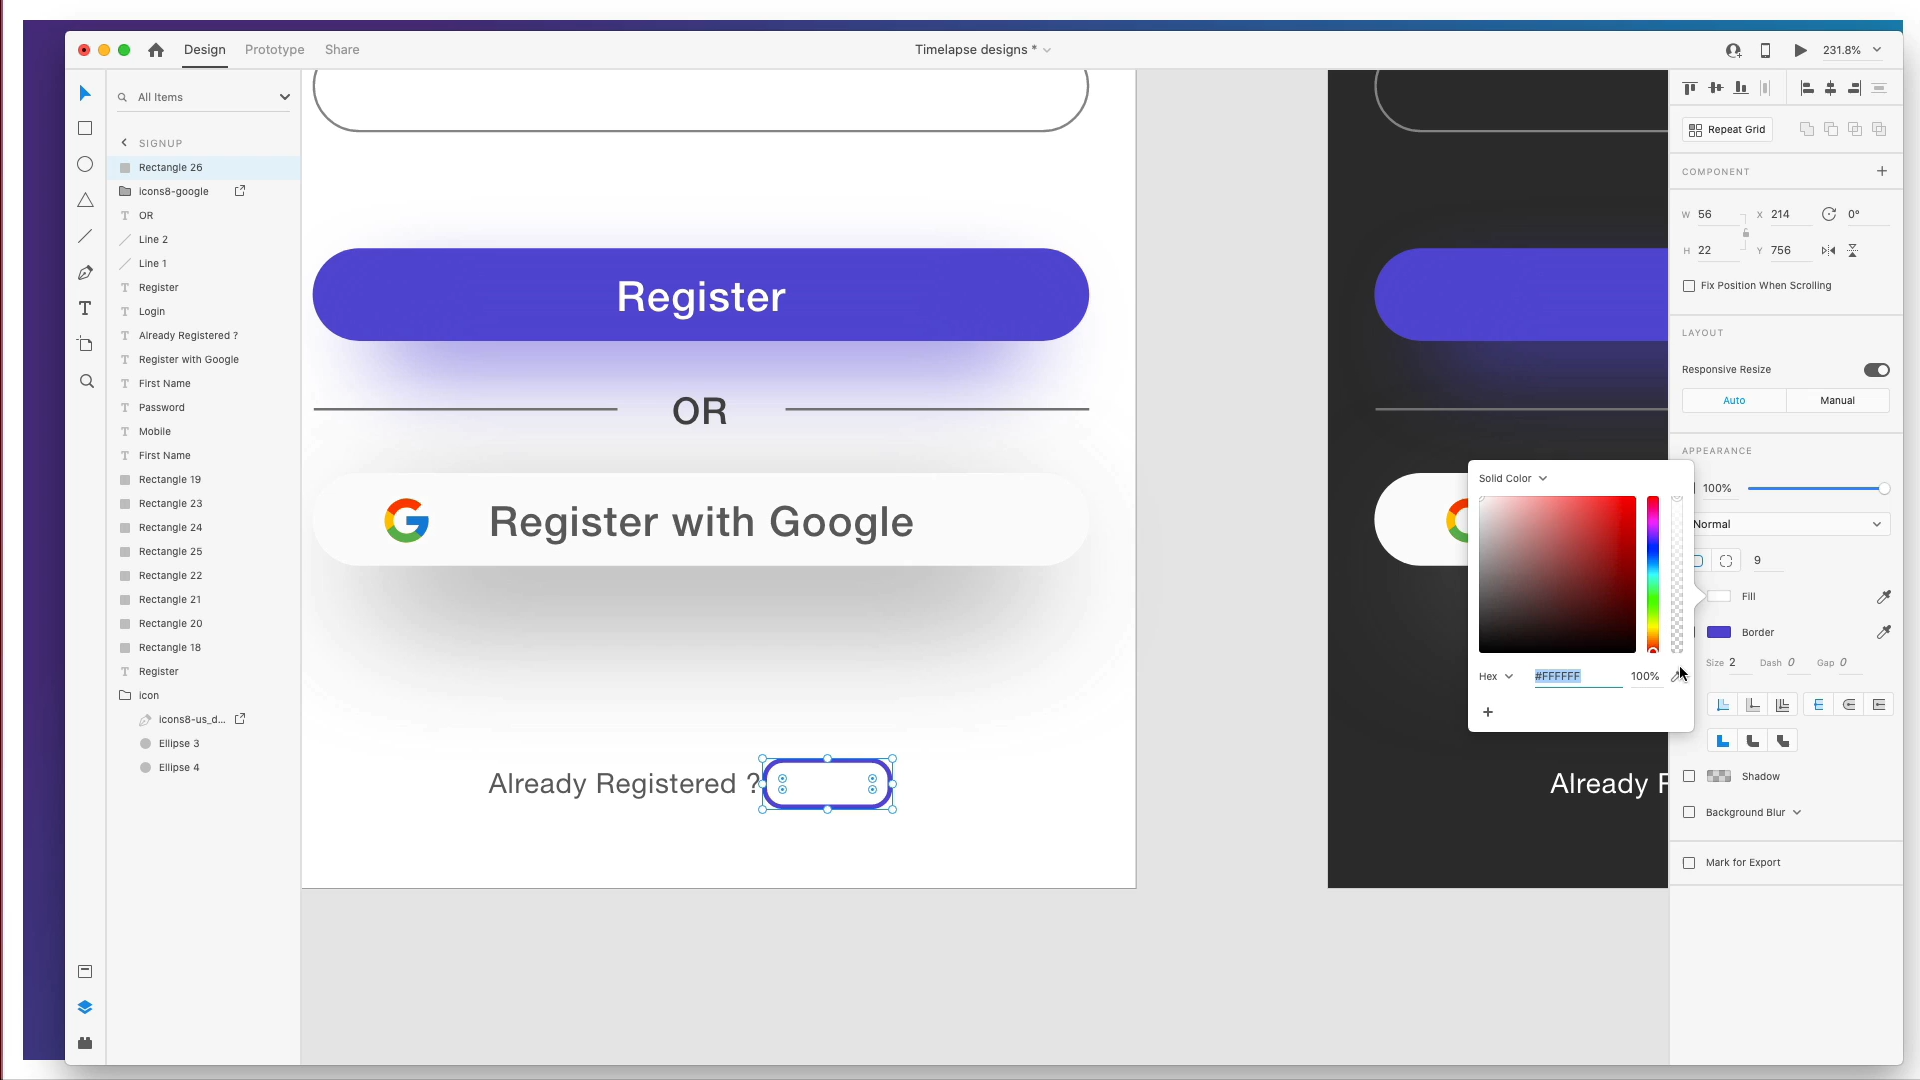 Design Prototype Share
Timelapse designs *
231.8%
All Items
SIGNUP
Rectangle 26
icons8-google
OR
Line 2
Line 1
Register
Login
Already Registered ?
Register with Google
First Name
Password
Mobile
First Name
Rectangle 19
Rectangle 23
Rectangle 24
Rectangle 25
Rectangle 22
Rectangle 21
Rectangle 20
Rectangle 18
Register
icon
icons8-us_d...
Ellipse 3
Ellipse 4
Register
OR
Register with Google
Already Registered ?
Already
Solid Color
Hex #FFFFFF 100%
Repeat Grid
COMPONENT
W 56 X 214 0°
H 22 Y 756
Fix Position When Scrolling
LAYOUT
Responsive Resize
Auto Manual
APPEARANCE
100%
Normal
9
Fill
Border
Size 2 Dash 0 Gap 0
Shadow
Background Blur
Mark for Export